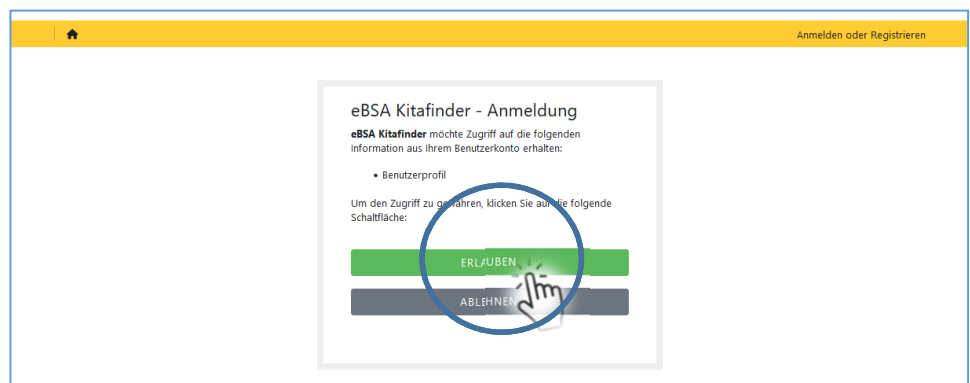 Anmelden oder Registrieren
eBSA Kitafinder - Anmeldung
eBSA Kitafinder möchte Zugriff auf die folgenden
Information aus Ihrem Benutzerkonto erhalten:
• Benutzerprofil
Um den Zugriff zu gewähren, klicken Sie auf die folgende
Schaltfläche:
ERLAUBEN
ABLEHNEN